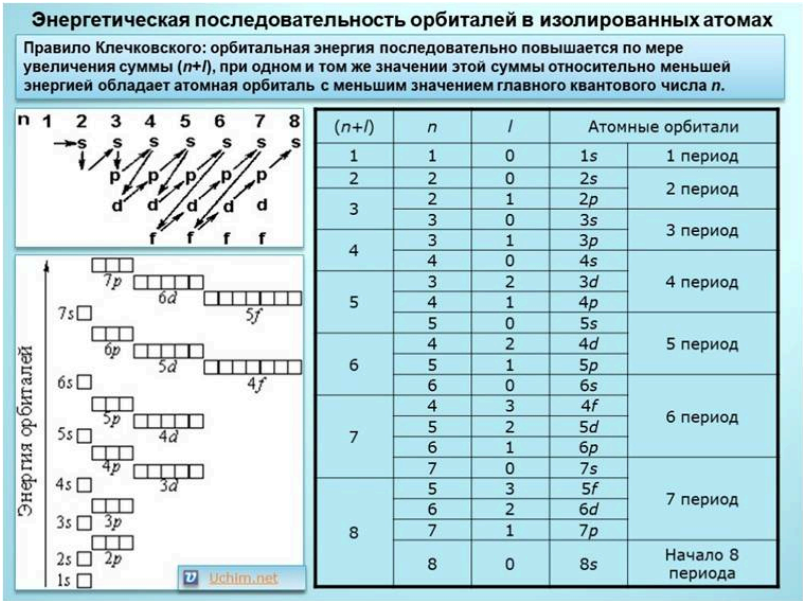 Энергетическая последовательность орбиталей в изолированных атомах
Правило Клечковского: орбитальная энергия последовательно повышается по мере
увеличения суммы (n+l), при одном и том же значении этой суммы относительно меньшей
энергией обладает атомная орбиталь с меньшим значением главного квантового числа n.
n 1 2 3 4 5 6 7 8
s s s s s s s
p p p p p
d d d d d
f f f f
Энергия орбиталей
7p
6d
5f
7s
6p
5d
4f
6s
5p
4d
5s
4p
3d
4s
3p
3s
2p
2s
1s
Uchim.net
(n+l) n l Атомные орбитали
1 1 0 1s 1 период
2 2 0 2s 2 период
3 2 1 2p
3 0 3s 3 период
4 3 1 3p
4 0 4s 4 период
5 3 2 3d
4 1 4p
5 0 5s 5 период
6 4 2 4d
5 1 5p
6 0 6s 6 период
7 4 3 4f
5 2 5d
6 1 6p
7 0 7s 7 период
8 5 3 5f
6 2 6d
7 1 7p
8 0 8s Начало 8
периода